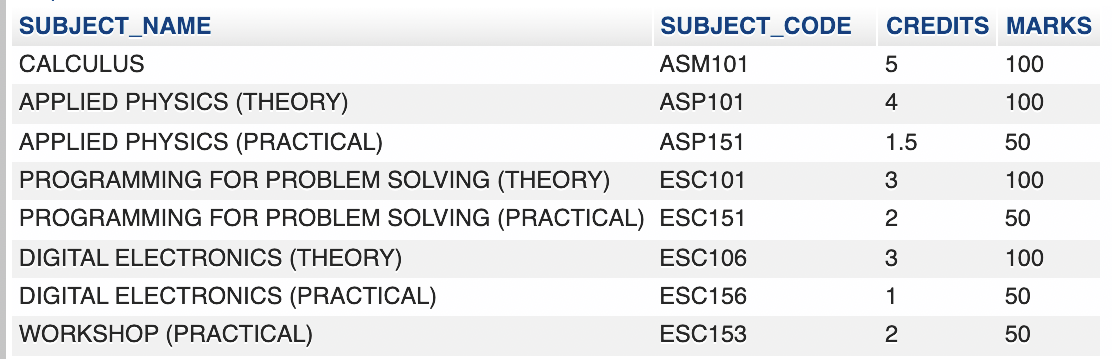 SUBJECT_NAME SUBJECT_CODE CREDITS MARKS
CALCULUS ASM101 5 100
APPLIED PHYSICS (THEORY) ASP101 4 100
APPLIED PHYSICS (PRACTICAL) ASP151 1.5 50
PROGRAMMING FOR PROBLEM SOLVING (THEORY) ESC101 3 100
PROGRAMMING FOR PROBLEM SOLVING (PRACTICAL) ESC151 2 50
DIGITAL ELECTRONICS (THEORY) ESC106 3 100
DIGITAL ELECTRONICS (PRACTICAL) ESC156 1 50
WORKSHOP (PRACTICAL) ESC153 2 50